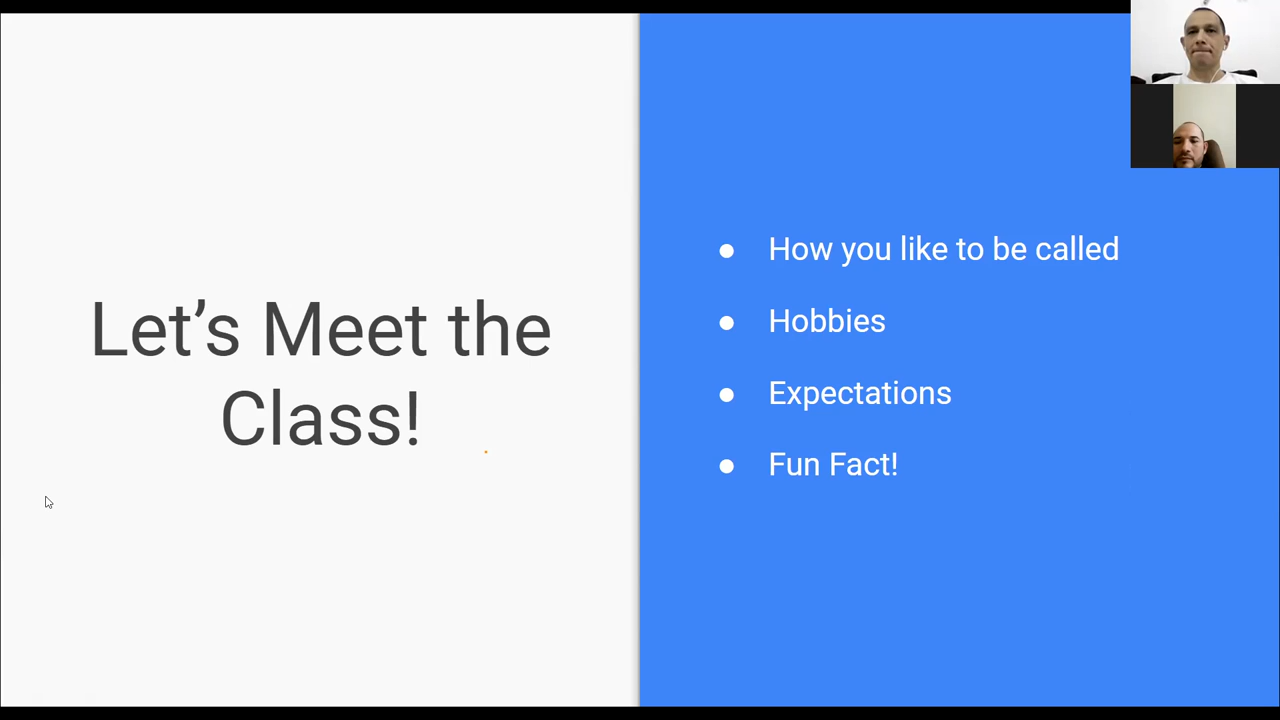 Let’s Meet the
Class!
● How you like to be called
● Hobbies
● Expectations
● Fun Fact!